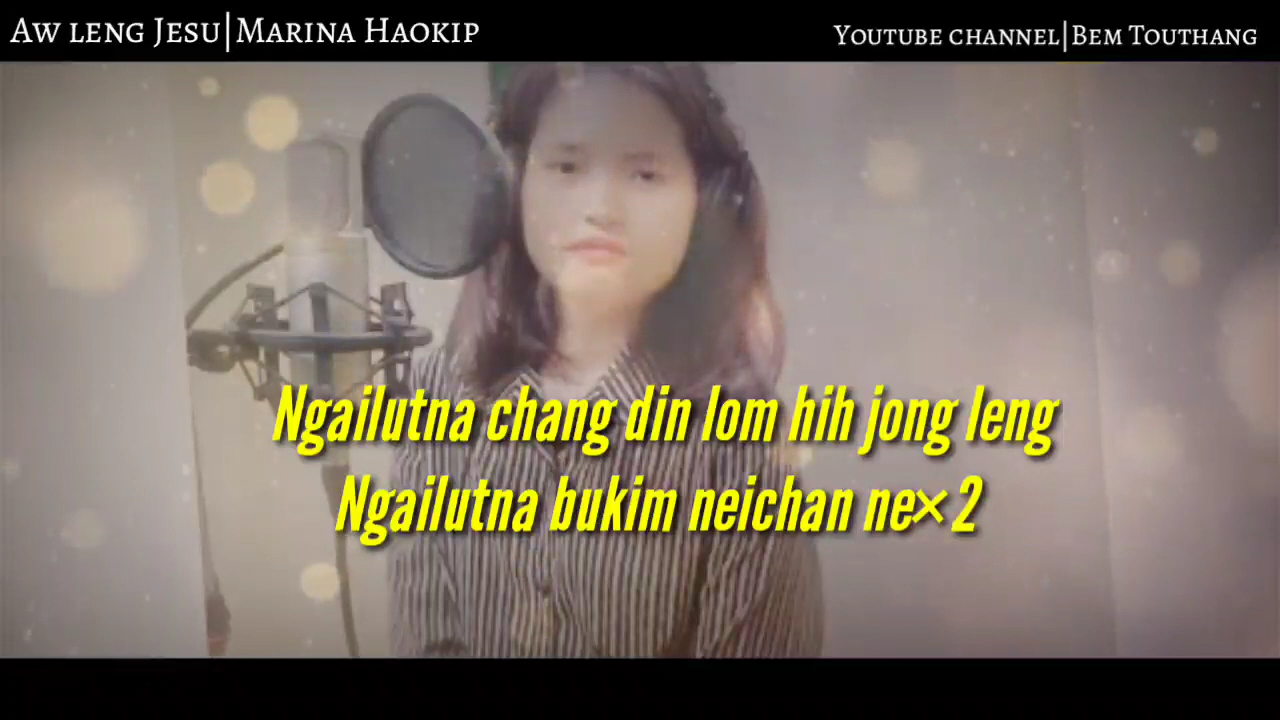 Aw leng Jesu|Marina Haokip
Youtube channel|Bem Touthang
Ngailutna chang din lom hih jong leng
Ngailutna bukim neichan ne×2